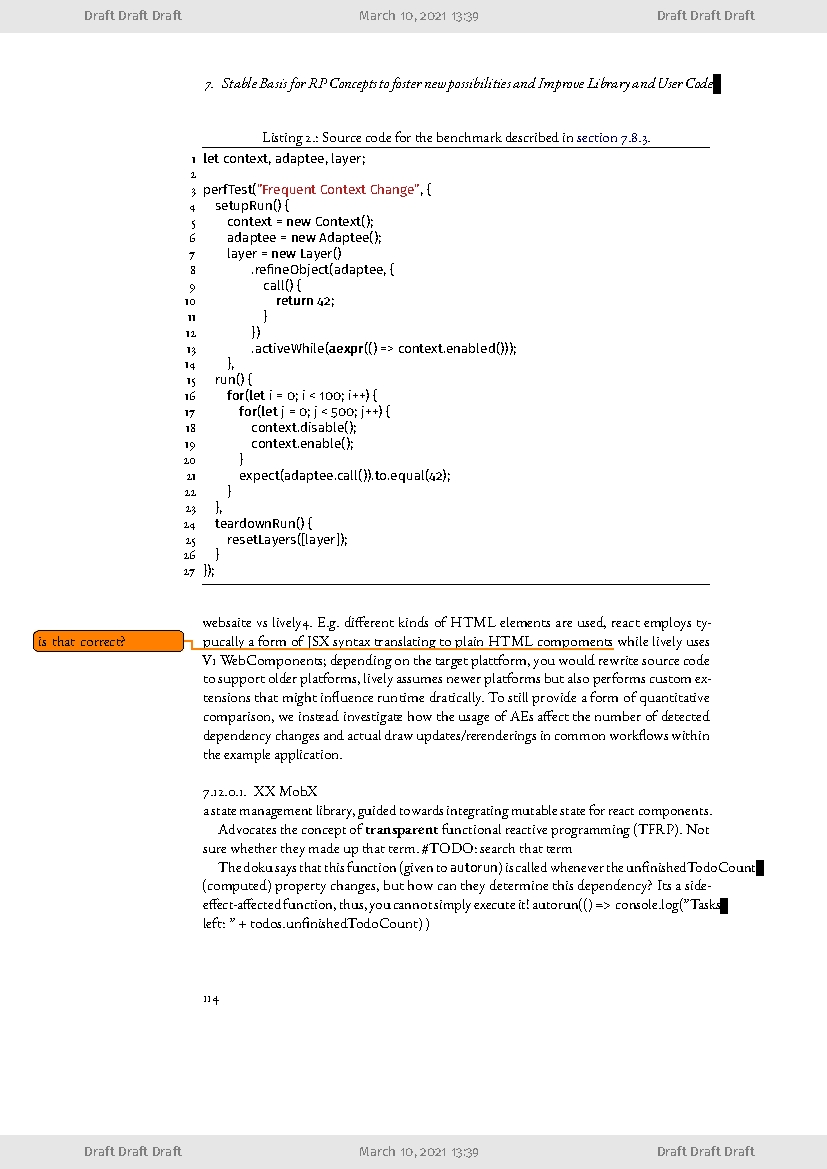 Draft Draft Draft March 10, 2021 13:39 Draft Draft Draft
7. Stable Basis for RP Concepts to foster new possibilities and Improve Library and User Code
Listing 2.: Source code for the benchmark described in section 7.8.3.
1 let context, adaptee, layer;
2
3 perfTest("Frequent Context Change", {
4 setupRun() {
5 context = new Context();
6 adaptee = new Adaptee();
7 layer = new Layer()
8 .refineObject(adaptee, {
9 call() {
10 return 42;
11 }
12 })
13 .activeWhile(aexpr(() => context.enabled()));
14 },
15 run() {
16 for(let i = 0; i < 100; i++) {
17 for(let j = 0; j < 500; j++) {
18 context.disable();
19 context.enable();
20 }
21 expect(adaptee.call()).to.equal(42);
22 }
23 },
24 teardownRun() {
25 resetLayers([layer]);
26 }
27 });
websaite vs lively4. E.g. different kinds of HTML elements are used, react employs ty-
is that correct?
pucally a form of JSX syntax translating to plain HTML compoments while lively uses
V1 WebComponents; depending on the target plattform, you would rewrite source code
to support older platforms, lively assumes newer platforms but also performs custom ex-
tensions that might influence runtime dratically. To still provide a form of quantitative
comparison, we instead investigate how the usage of AEs affect the number of detected
dependency changes and actual draw updates/rerenderings in common workflows within
the example application.
7.12.0.1. XX MobX
a state management library, guided towards integrating mutable state for react components.
Advocates the concept of transparent functional reactive programming (TFRP). Not
sure whether they made up that term. #TODO: search that term
The doku says that this function (given to autorun) is called whenever the unfinishedTodoCount
(computed) property changes, but how can they determine this dependency? Its a side-
effect-affected function, thus, you cannot simply execute it! autorun(() => console.log("Tasks
left: " + todos.unfinishedTodoCount) )
114
Draft Draft Draft March 10, 2021 13:39 Draft Draft Draft